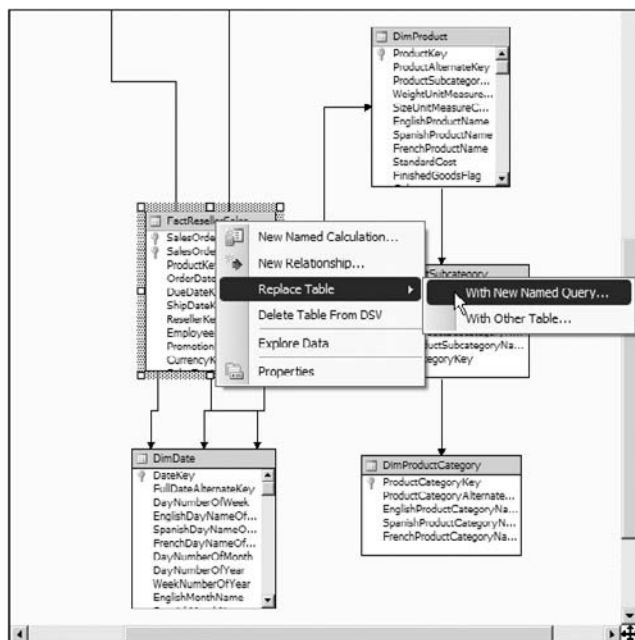 DimProduct
ProductKey
ProductAlternateKey
ProductSubcategor...
WeightUnitMeasure...
SizeUnitMeasureC...
EnglishProductName
SpanishProductName
FrenchProductName
StandardCost
FinishedGoodsFlag
FactResellerSales
SalesOrde
SalesOrde
ProductKe
OrderDate
DueDateK
ShipDateK
ResellerKe
Employee
Promotion
CurrencyK
New Named Calculation...
New Relationship...
Replace Table
Delete Table From DSV
Explore Data
Properties
tSubcategory
With New Named Query...
With Other Table...
uctSubcategoryNa...
egoryKey
DimDate
DateKey
FullDateAlternateKey
DayNumberOfWeek
EnglishDayNameOf...
SpanishDayNameO...
FrenchDayNameOf...
DayNumberOfMonth
DayNumberOfYear
WeekNumberOfYear
EnglishMonthName
DimProductCategory
ProductCategoryKey
ProductCategoryAlternate...
EnglishProductCategoryNa...
SpanishProductCategoryN...
FrenchProductCategoryNa...